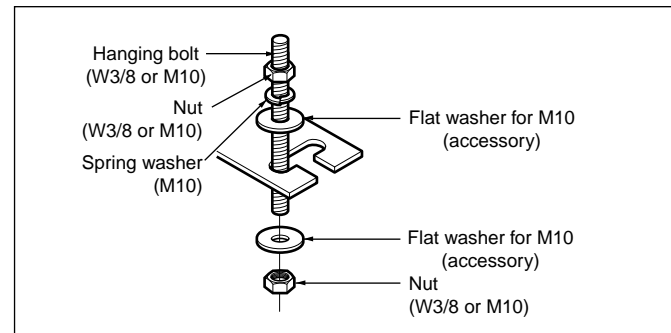 Hanging bolt
(W3/8 or M10)
Nut
(W3/8 or M10)
Spring washer
(M10)
Flat washer for M10
(accessory)
Flat washer for M10
(accessory)
Nut
(W3/8 or M10)